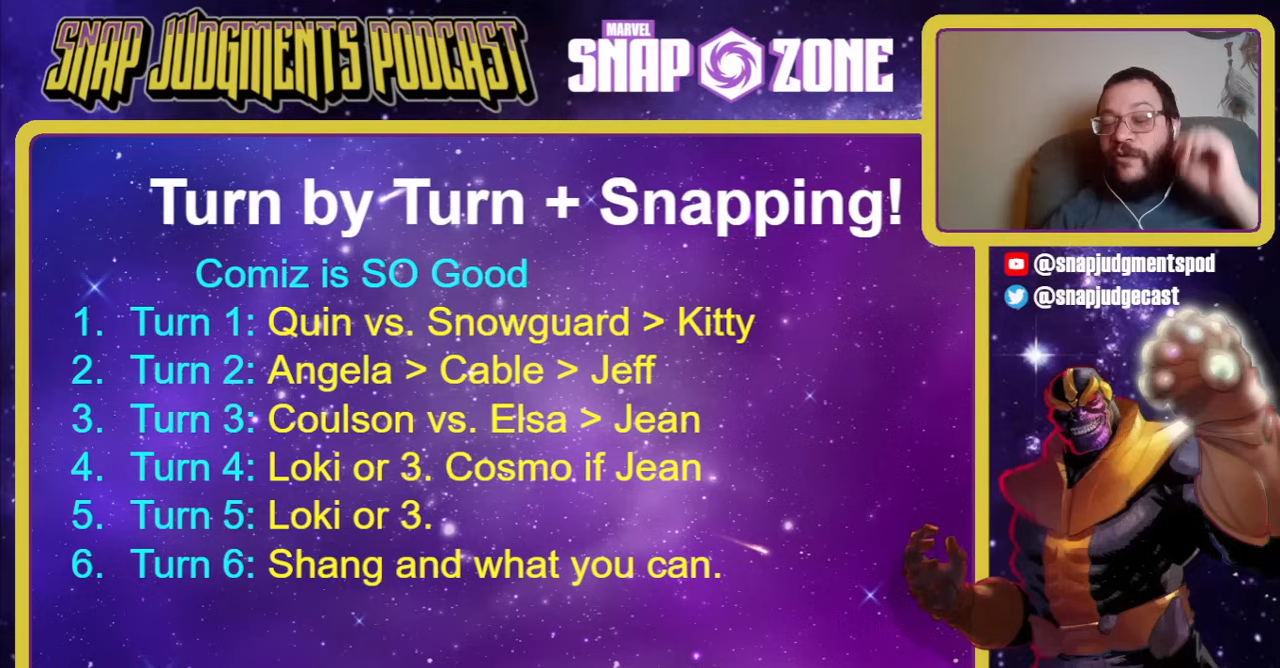 SNAP JUDGMENTS PODCAST
MARVEL
SNAP ZONE
Turn by Turn + Snapping!
Comiz is SO Good
1. Turn 1: Quin vs. Snowguard > Kitty
2. Turn 2: Angela > Cable > Jeff
3. Turn 3: Coulson vs. Elsa > Jean
4. Turn 4: Loki or 3. Cosmo if Jean
5. Turn 5: Loki or 3.
6. Turn 6: Shang and what you can.
@snapjudgmentspod
@snapjudgecast